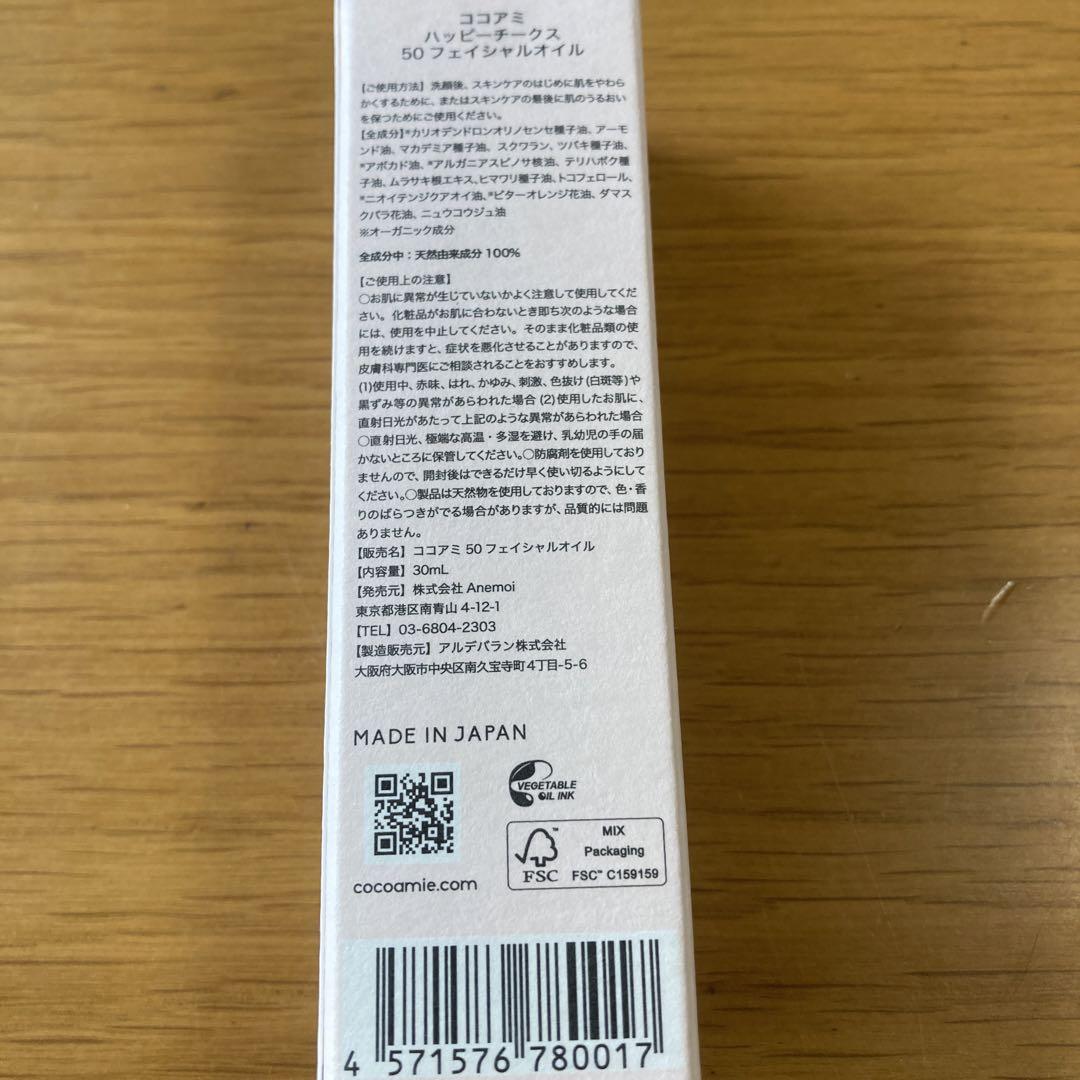 ココアミ
ハッピーチークス
50 フェイシャルオイル
【ご使用方法】洗顔後、スキンケアのはじめに肌をやわら
かくするために、またはスキンケアの最後に肌のうるおい
を保つためにご使用ください。
【全成分】*カリオデンドロンオリノセンセ種子油、アーモ
ンド油、マカデミア種子油、スクワラン、ツバキ種子油、
*アボカド油、*アルガニアスピノサ核油、テリハボク種
子油、ムラサキ根エキス、ヒマワリ種子油、トコフェロール、
*ニオイテンジクアオイ油、*ビターオレンジ花油、ダマス
クバラ花油、ニュウコウジュ油
※オーガニック成分
全成分中：天然由来成分 100%
【ご使用上の注意】
○お肌に異常が生じていないかよく注意して使用してくだ
さい。化粧品がお肌に合わないとき即ち次のような場合
には、使用を中止してください。そのまま化粧品類の使
用を続けますと、症状を悪化させることがありますので、
皮膚科専門医にご相談されることをおすすめします。
(1)使用中、赤味、はれ、かゆみ、刺激、色抜け(白斑等)や
黒ずみ等の異常があらわれた場合 (2)使用したお肌に、
直射日光があたって上記のような異常があらわれた場合
○直射日光、極端な高温・多湿を避け、乳幼児の手の届
かないところに保管してください。○防腐剤を使用しており
ませんので、開封後はできるだけ早く使い切るようにして
ください。○製品は天然物を使用しておりますので、色・香
りのばらつきがでる場合がありますが、品質的には問題
ありません。
【販売名】ココアミ 50 フェイシャルオイル
【内容量】30mL
【発売元】株式会社 Anemoi
東京都港区南青山 4-12-1
【TEL】03-6804-2303
【製造販売元】アルデバラン株式会社
大阪府大阪市中央区南久宝寺町4丁目-5-6
MADE IN JAPAN
VEGETABLE
OIL INK
cocoamie.com
FSC
MIX
Packaging
FSC™ C159159
4 571576 780017